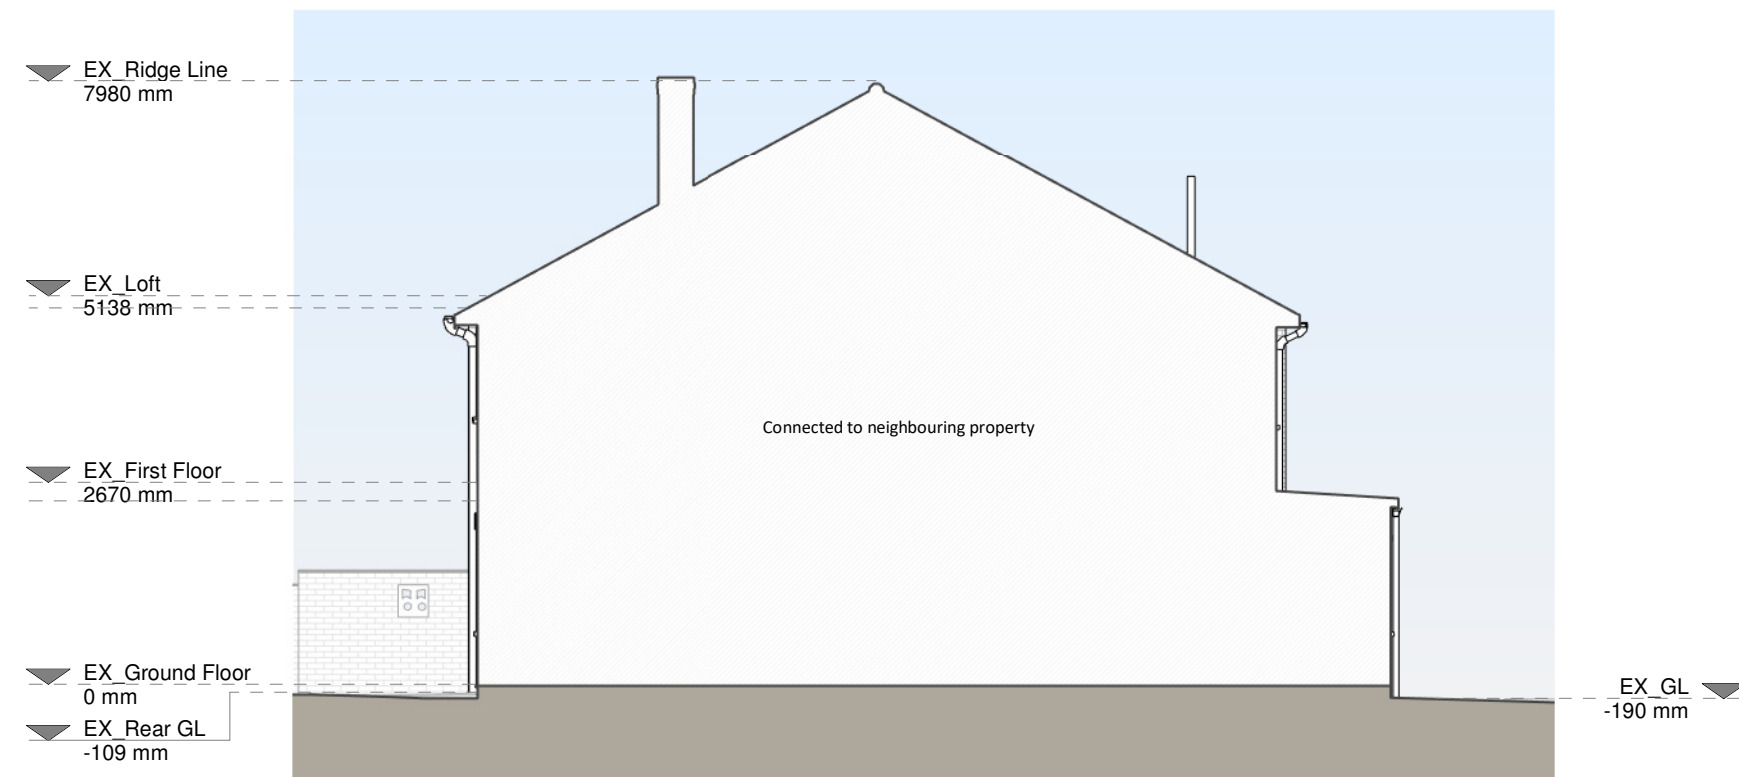 EX_Ridge Line
7980 mm
EX_Loft
5138 mm
Connected to neighbouring property
EX_First Floor
2670 mm
EX_Ground Floor
0 mm
EX_Rear GL
-109 mm
EX_GL
-190 mm